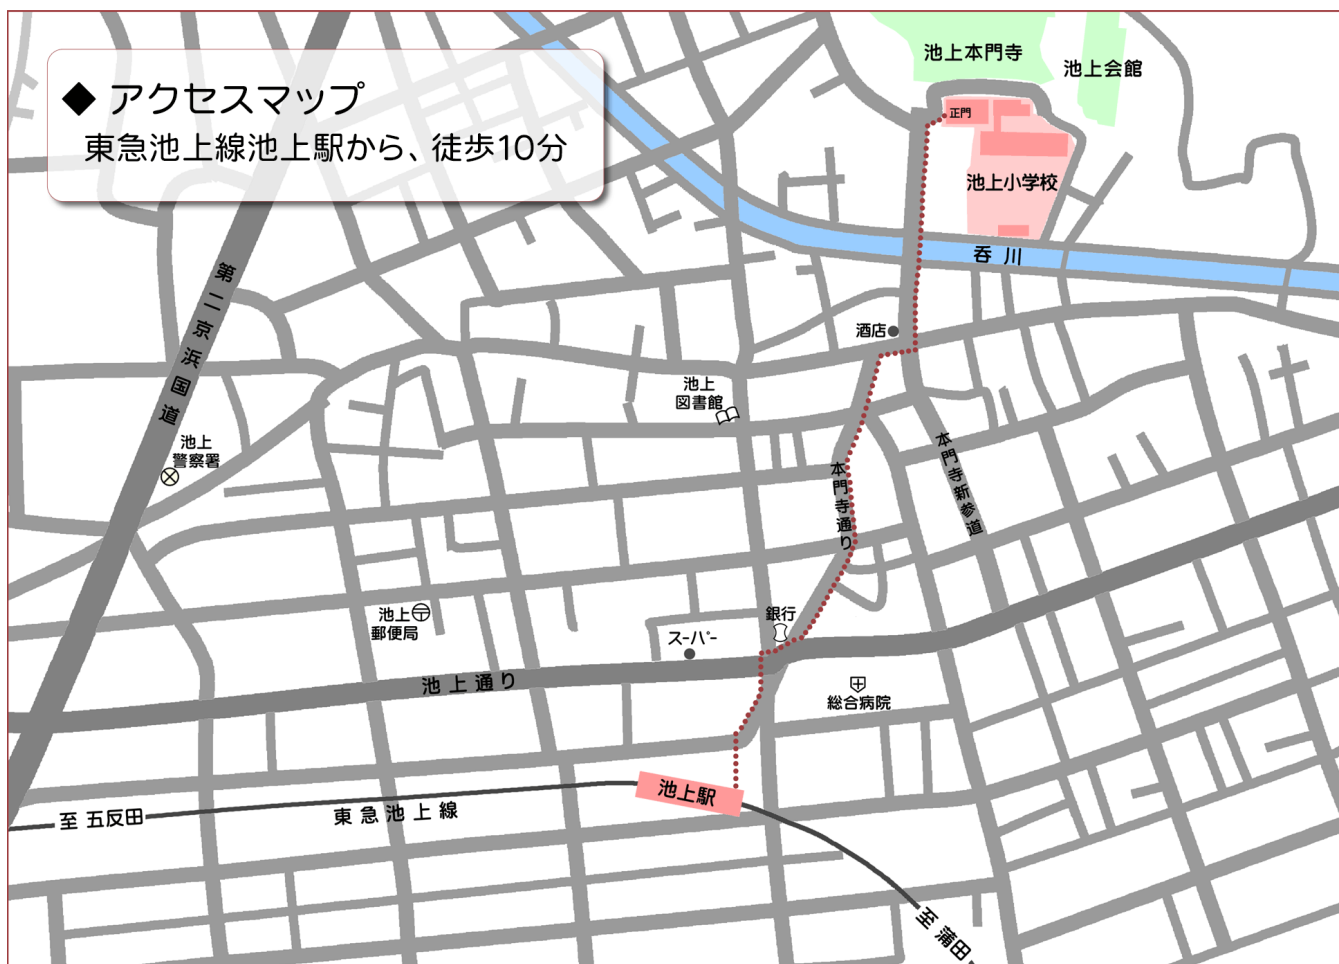 ◆ アクセスマップ
東急池上線池上駅から、徒歩10分
池上本門寺
池上会館
正門
池上小学校
呑川
第二京浜国道
酒店
池上
図書館
池上
警察署
本門寺通り
本門寺新参道
池上
郵便局
スーパー
銀行
池上通り
総合病院
池上駅
至 五反田
東急池上線
至 蒲田